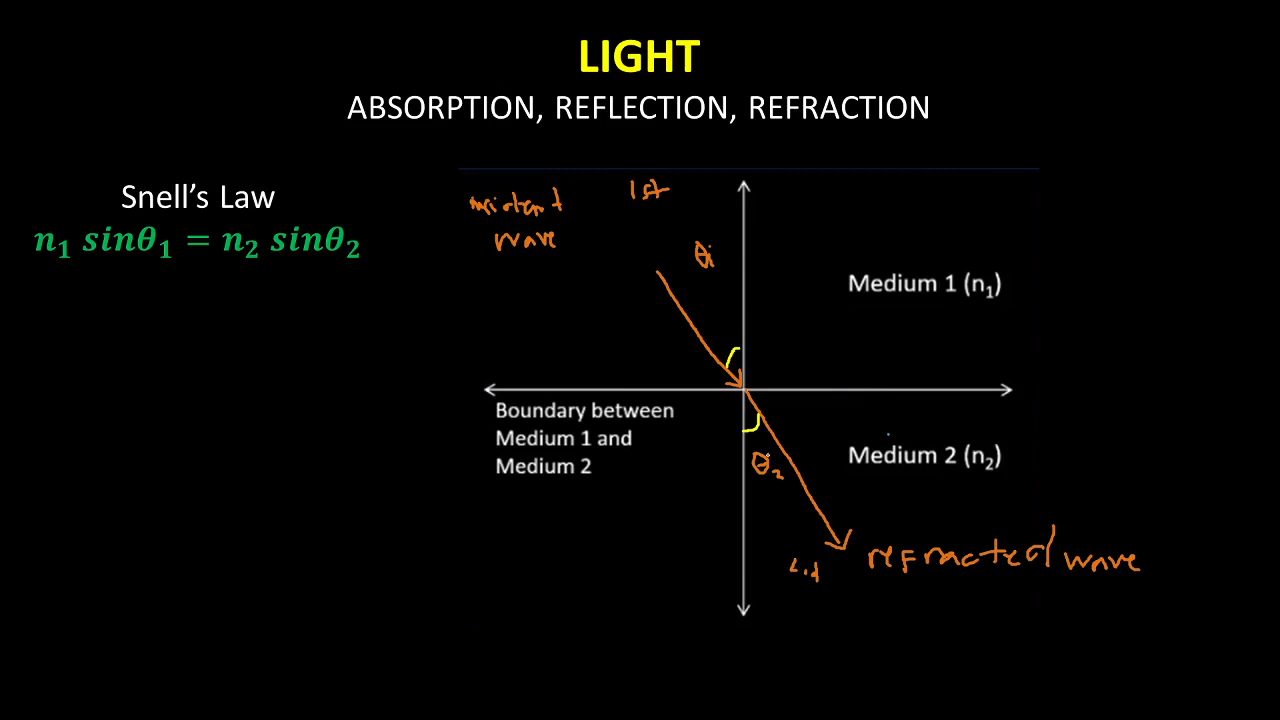 LIGHT
ABSORPTION, REFLECTION, REFRACTION
Snell’s Law
n₁ sinθ₁ = n₂ sinθ₂
1st
wave
θi
Medium 1 (n₁)
Boundary between
Medium 1 and
Medium 2
Medium 2 (n₂)
θ₂
refracted wave